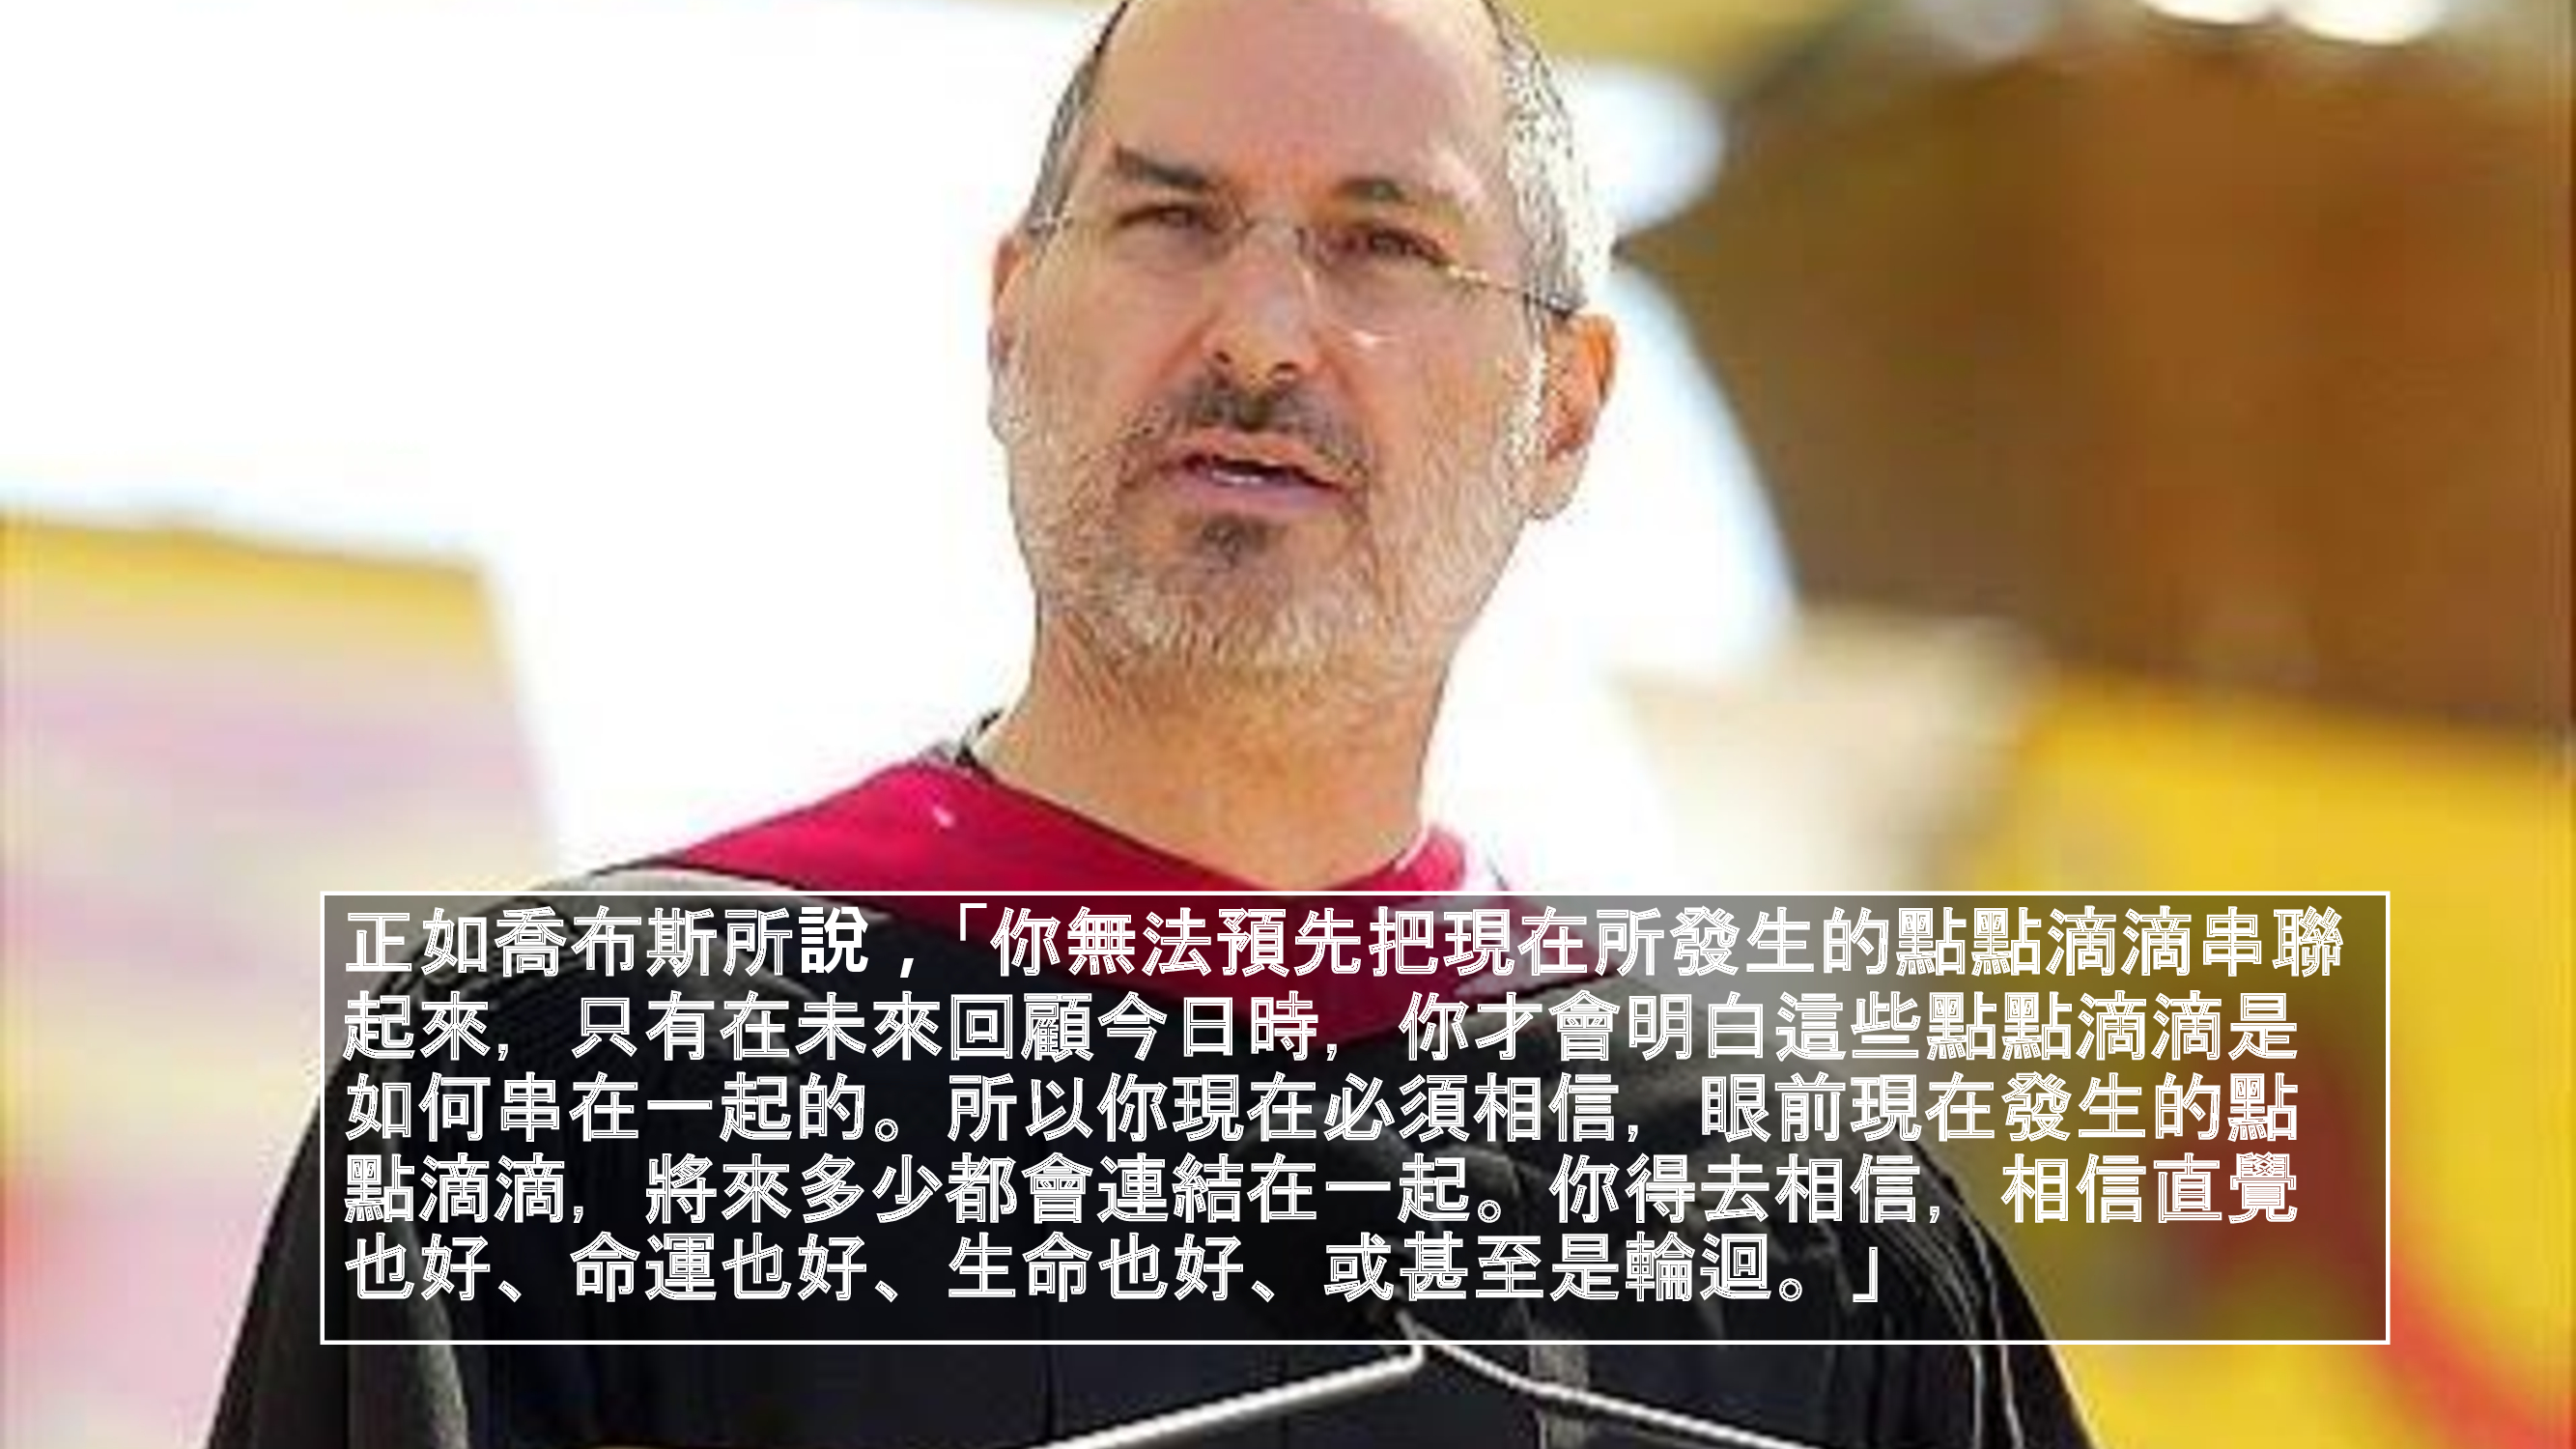 正如喬布斯所說，「你無法預先把現在所發生的點點滴滴串聯
起來，只有在未來回顧今日時，你才會明白這些點點滴滴是
如何串在一起的。所以你現在必須相信，眼前現在發生的點
點滴滴，將來多少都會連結在一起。你得去相信，相信直覺
也好、命運也好、生命也好、或甚至是輪迴。」